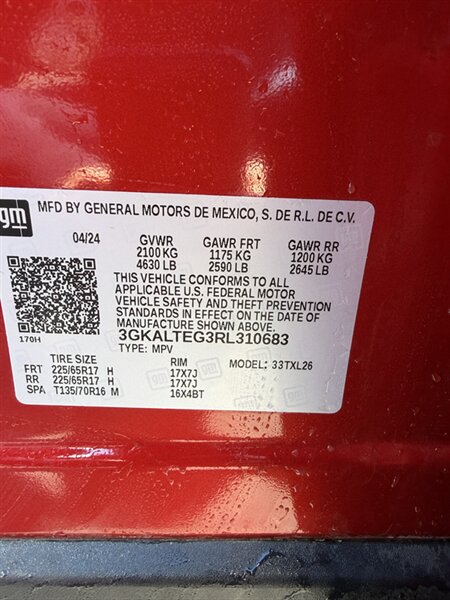 gm MFD BY GENERAL MOTORS DE MEXICO, S. DE R.L. DE C.V.
04/24 GVWR GAWR FRT GAWR RR
2100 KG 1175 KG 1200 KG
4630 LB 2590 LB 2645 LB
THIS VEHICLE CONFORMS TO ALL
APPLICABLE U.S. FEDERAL MOTOR
VEHICLE SAFETY AND THEFT PREVENTION
STANDARDS IN EFFECT ON THE DATE OF
MANUFACTURE SHOWN ABOVE.
170H 3GKALTEG3RL310683
TYPE: MPV
TIRE SIZE RIM MODEL: 33TXL26
FRT 225/65R17 H 17X7J
RR 225/65R17 H 17X7J
SPA T135/70R16 M 16X4BT